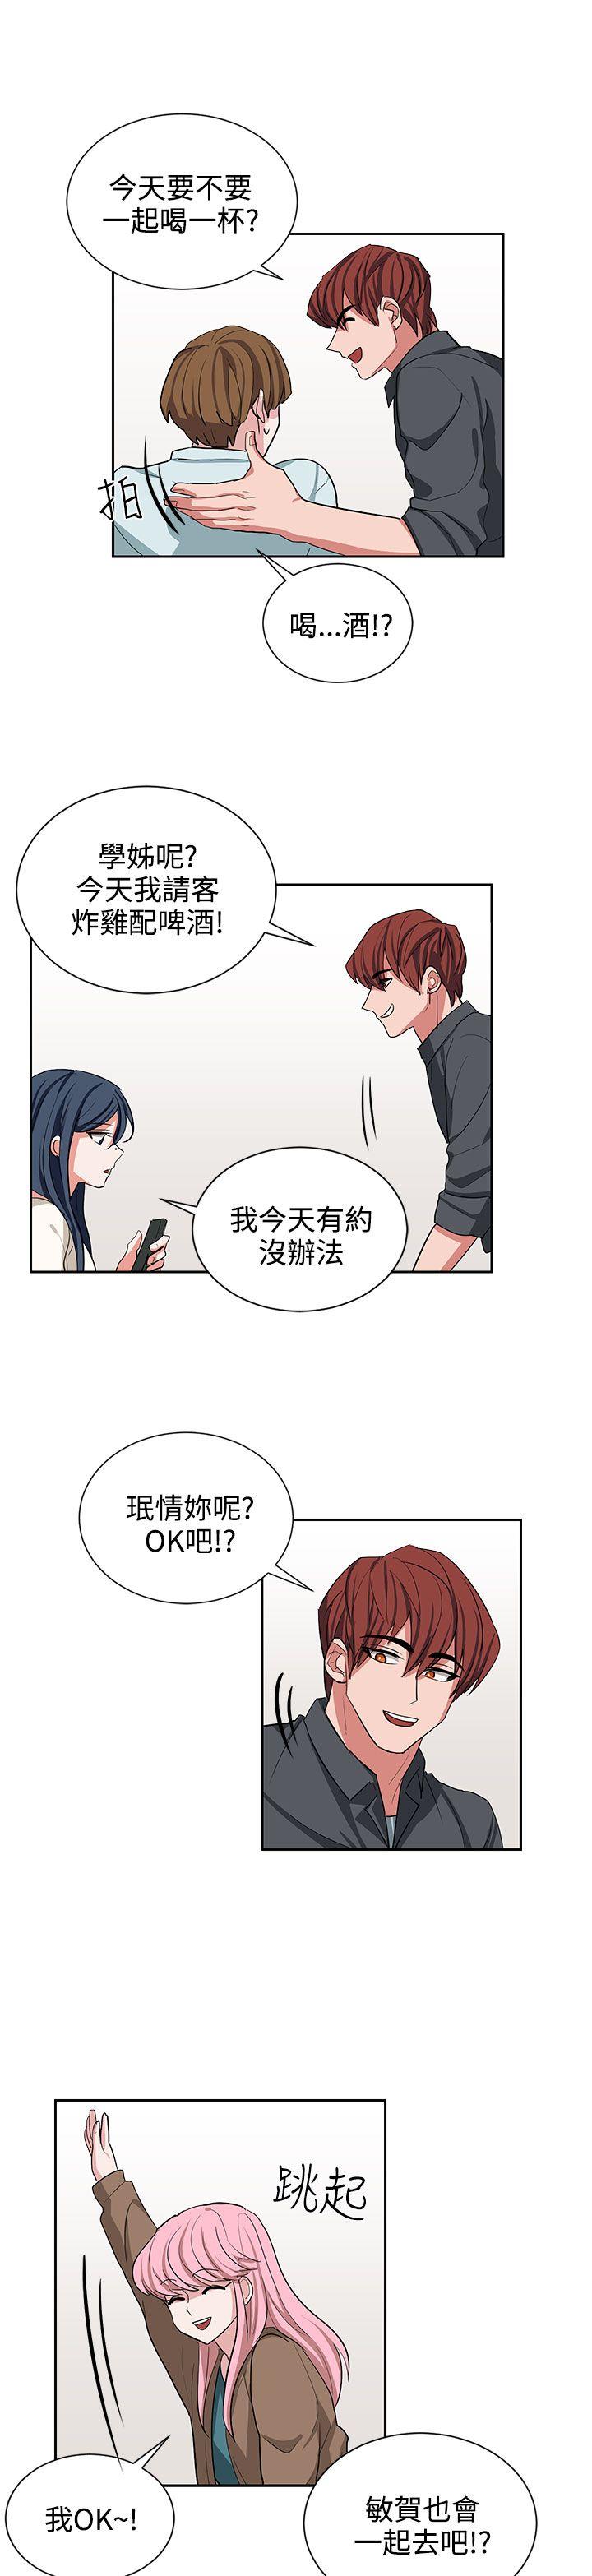 今天要不要
一起喝一杯?
拍
喝...酒!?
學姊呢?
今天我請客
炸雞配啤酒!
我今天有約
沒辦法
珉情妳呢?
OK吧!?
跳起
我OK~!
敏賀也會
一起去吧!?